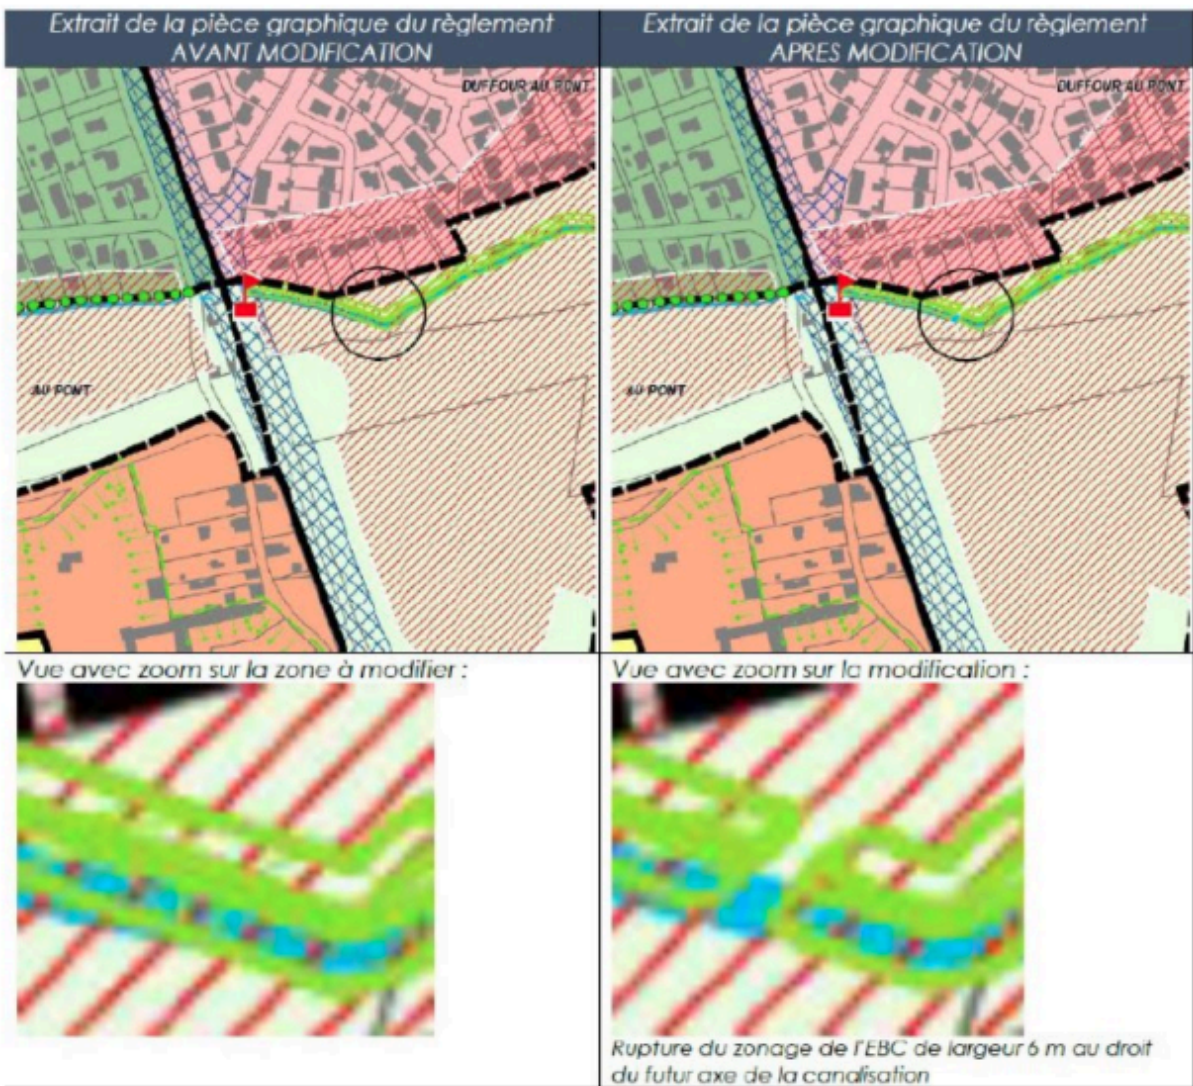 Extrait de la pièce graphique du règlement
AVANT MODIFICATION
Extrait de la pièce graphique du règlement
APRES MODIFICATION
DUFFOUR AU PONT
DUFFOUR AU PONT
AU PONT
AU PONT
Vue avec zoom sur la zone à modifier :
Vue avec zoom sur la modification :
Rupture du zonage de l'EBC de largeur 6 m au droit
du futur axe de la canalisation